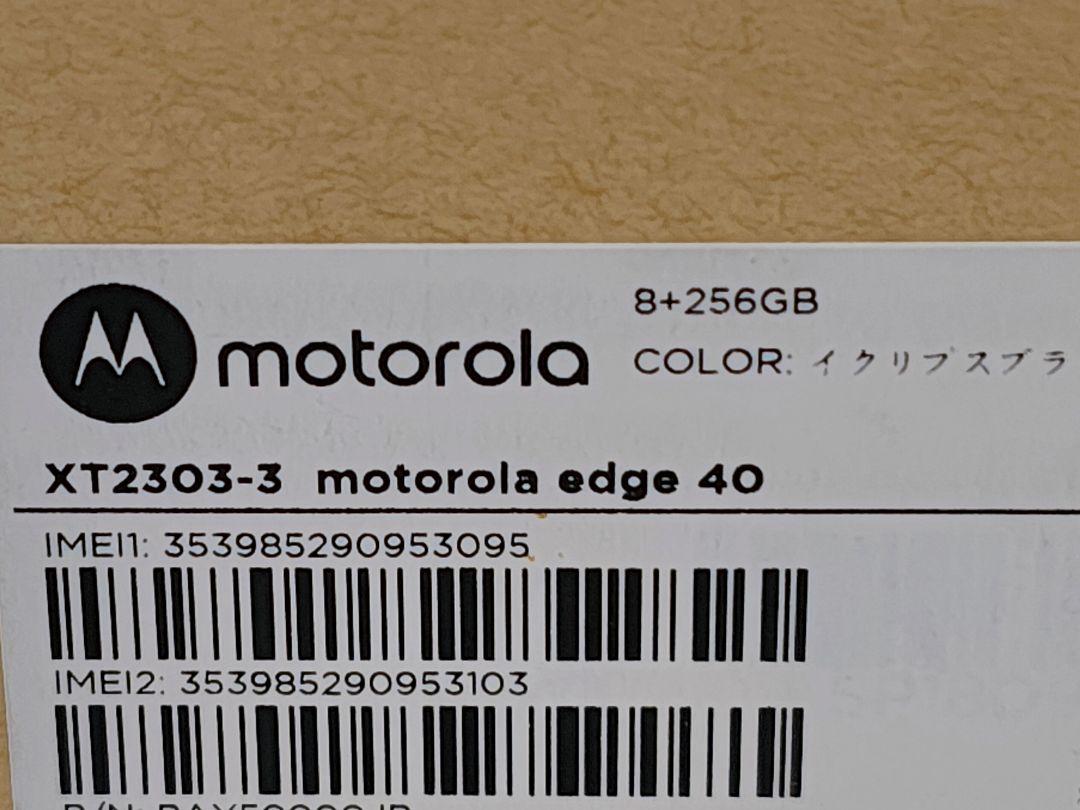 motorola
8+256GB
COLOR: イクリプスブラ
XT2303-3 motorola edge 40
IMEI1: 353985290953095
IMEI2: 353985290953103